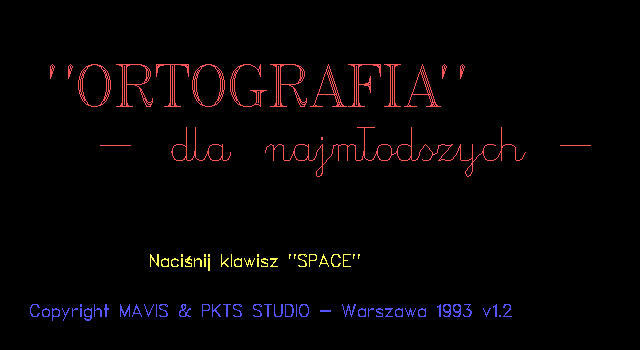 "ORTOGRAFIA"
— dla najmłodszych —
Naciśnij klawisz "SPACE"
Copyright MAVIS & PKTS STUDIO – Warszawa 1993 v1.2